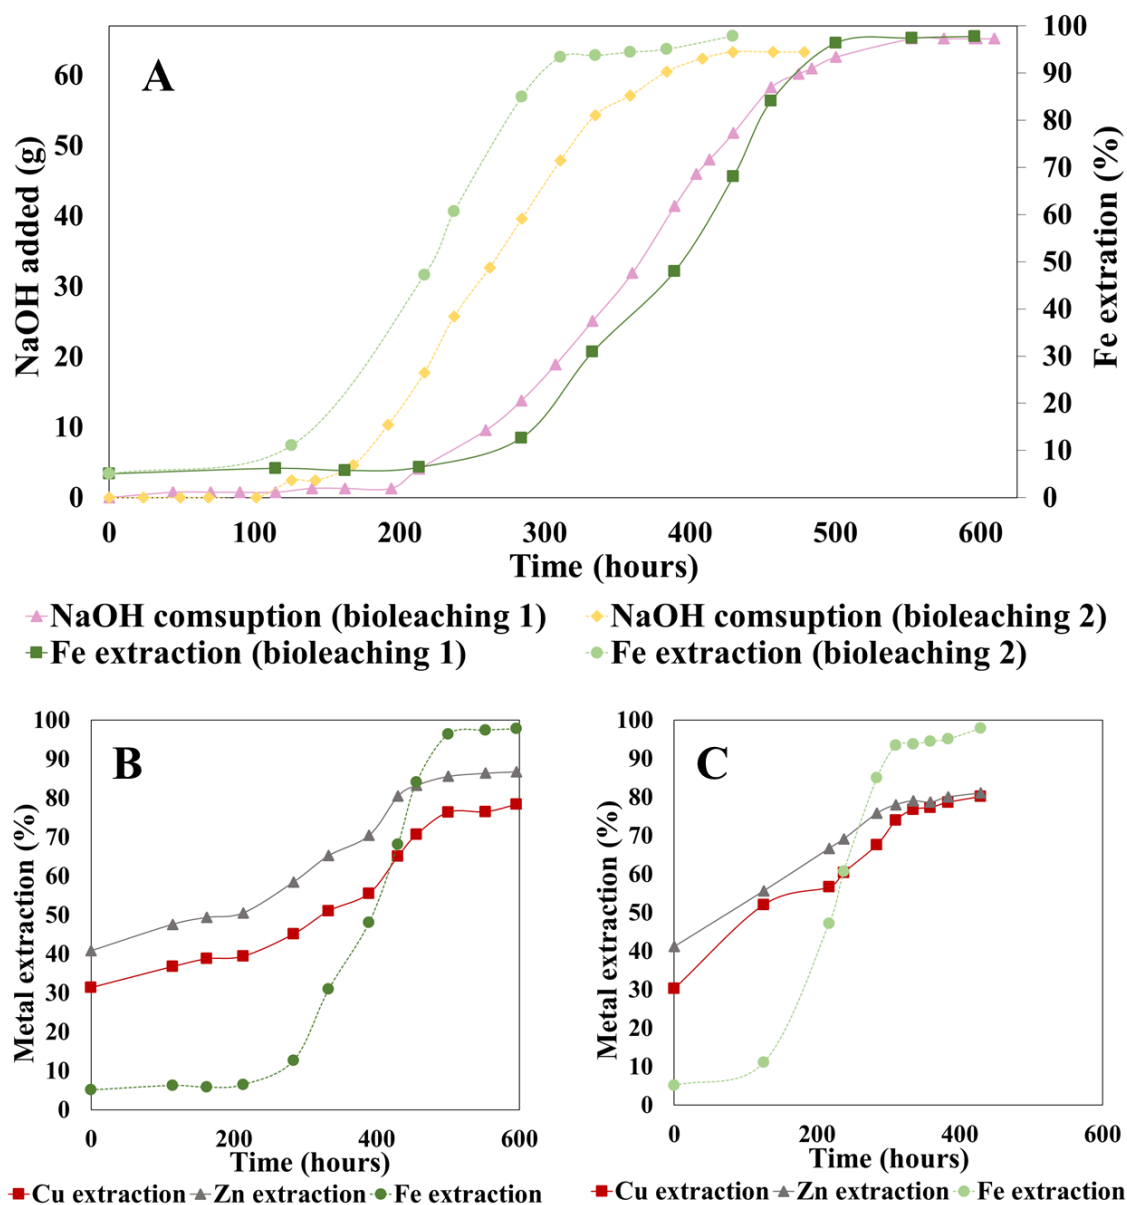 A
NaOH added (g)
60
50
40
30
20
10
0
Fe extration (%)
100
90
80
70
60
50
40
30
20
10
0
0 100 200 300 400 500 600
Time (hours)
NaOH comsuption (bioleaching 1) NaOH comsuption (bioleaching 2)
Fe extraction (bioleaching 1) Fe extraction (bioleaching 2)
B
Metal extraction (%)
100
90
80
70
60
50
40
30
20
10
0
0 200 400 600
Time (hours)
Cu extraction Zn extraction Fe extraction
C
Metal extraction (%)
100
90
80
70
60
50
40
30
20
10
0
0 200 400 600
Time (hours)
Cu extraction Zn extraction Fe extraction